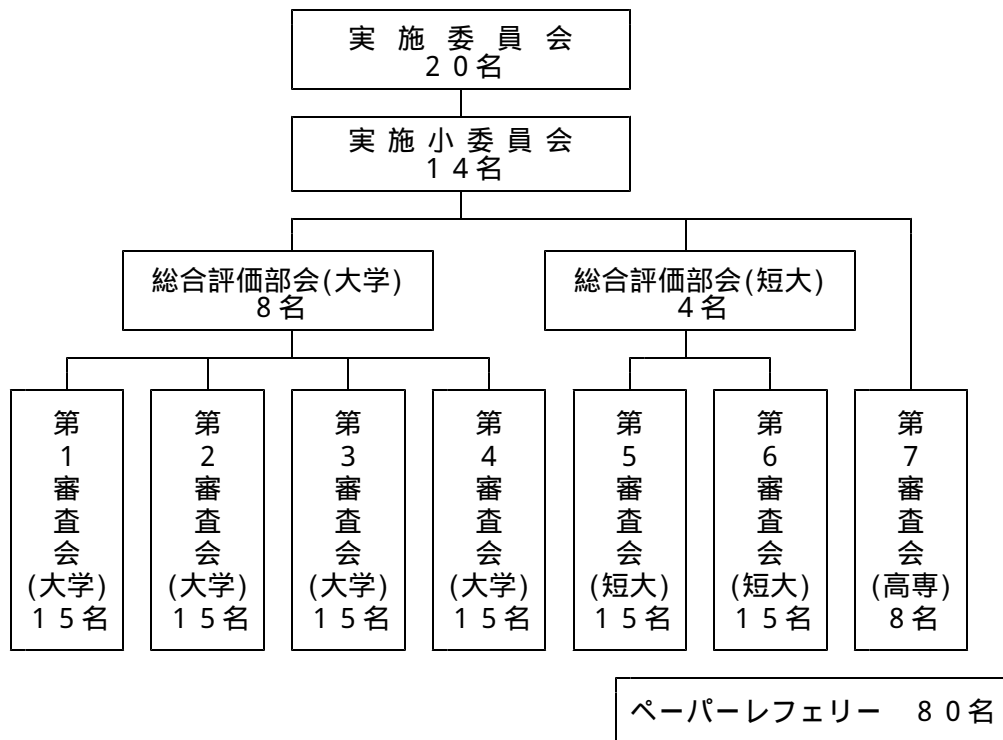 実施委員会
20名
実施小委員会
14名
総合評価部会(大学)
8名
総合評価部会(短大)
4名
第1審査会
(大学)
15名
第2審査会
(大学)
15名
第3審査会
(大学)
15名
第4審査会
(大学)
15名
第5審査会
(短大)
15名
第6審査会
(短大)
15名
第7審査会
(高専)
8名
ペーパーレフェリー 80名